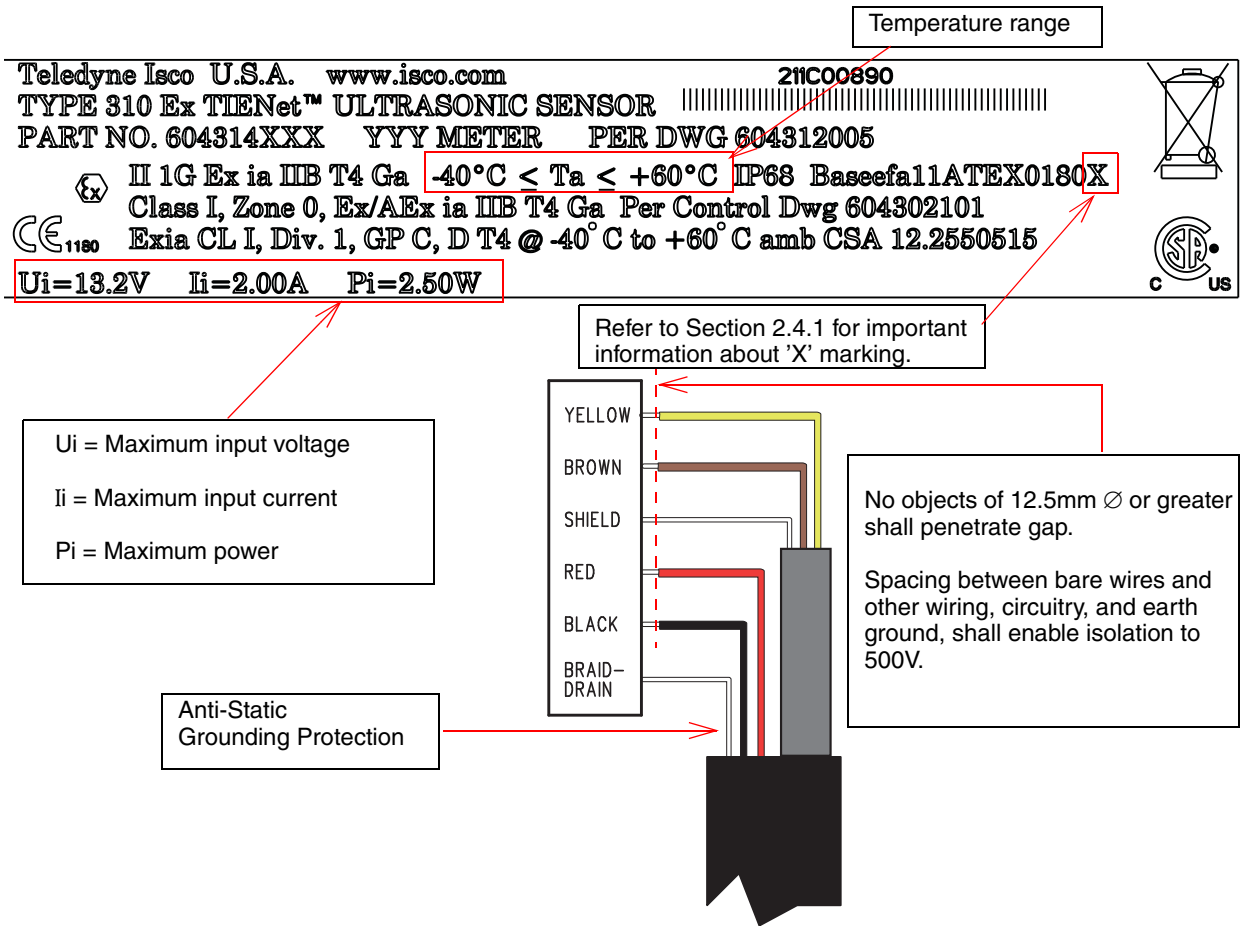 Temperature range
Teledyne Isco U.S.A. www.isco.com 211C00890
TYPE 310 Ex TIENet™ ULTRASONIC SENSOR
PART NO. 604314XXX YYY METER PER DWG 604312005
Ex II 1G Ex ia IIB T4 Ga -40°C ≤ Ta ≤ +60°C IP68 Baseefa11ATEX0180X
Class I, Zone 0, Ex/AEx ia IIB T4 Ga Per Control Dwg 604302101
CE 1180 Exia CL I, Div. 1, GP C, D T4 @ -40°C to +60°C amb CSA 12.2550515
Ui=13.2V Ii=2.00A Pi=2.50W
C SA US
Refer to Section 2.4.1 for important
information about ’X’ marking.
Ui = Maximum input voltage
Ii = Maximum input current
Pi = Maximum power
YELLOW
BROWN
SHIELD
RED
BLACK
BRAID-
DRAIN
No objects of 12.5mm ∅ or greater
shall penetrate gap.
Spacing between bare wires and
other wiring, circuitry, and earth
ground, shall enable isolation to
500V.
Anti-Static
Grounding Protection